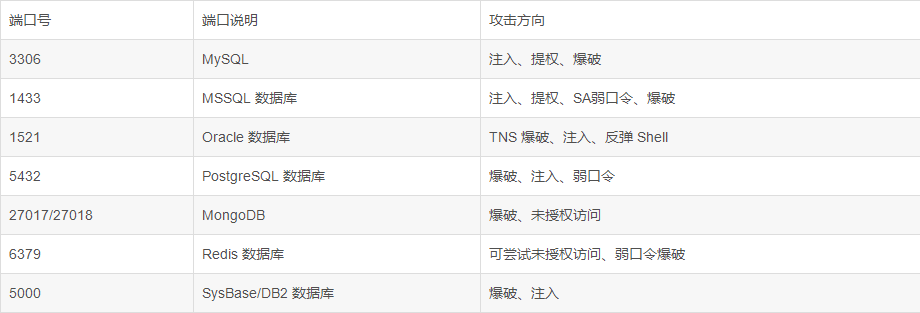 端口号 端口说明 攻击方向
3306 MySQL 注入、提权、爆破
1433 MSSQL 数据库 注入、提权、SA弱口令、爆破
1521 Oracle 数据库 TNS 爆破、注入、反弹 Shell
5432 PostgreSQL 数据库 爆破、注入、弱口令
27017/27018 MongoDB 爆破、未授权访问
6379 Redis 数据库 可尝试未授权访问、弱口令爆破
5000 SysBase/DB2 数据库 爆破、注入